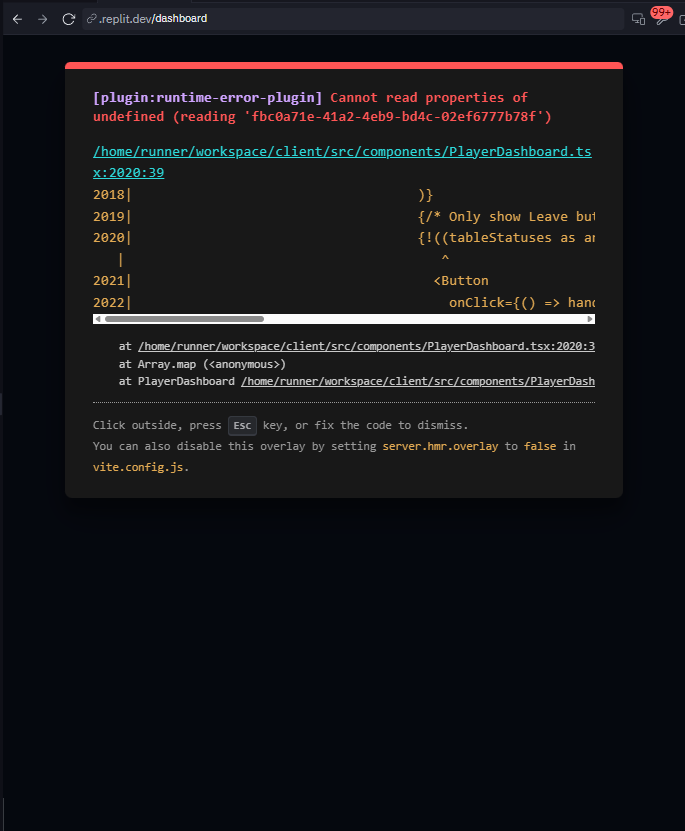 .replit.dev/dashboard
99+
[plugin:runtime-error-plugin] Cannot read properties of
undefined (reading 'fbc0a71e-41a2-4eb9-bd4c-02ef6777b78f')
/home/runner/workspace/client/src/components/PlayerDashboard.ts
x:2020:39
2018| )}
2019| {/* Only show Leave but
2020| {!((tableStatuses as an
| ^
2021| <Button
2022| onClick={() => hand
at /home/runner/workspace/client/src/components/PlayerDashboard.tsx:2020:3
at Array.map (<anonymous>)
at PlayerDashboard /home/runner/workspace/client/src/components/PlayerDash
Click outside, press Esc key, or fix the code to dismiss.
You can also disable this overlay by setting server.hmr.overlay to false in
vite.config.js.